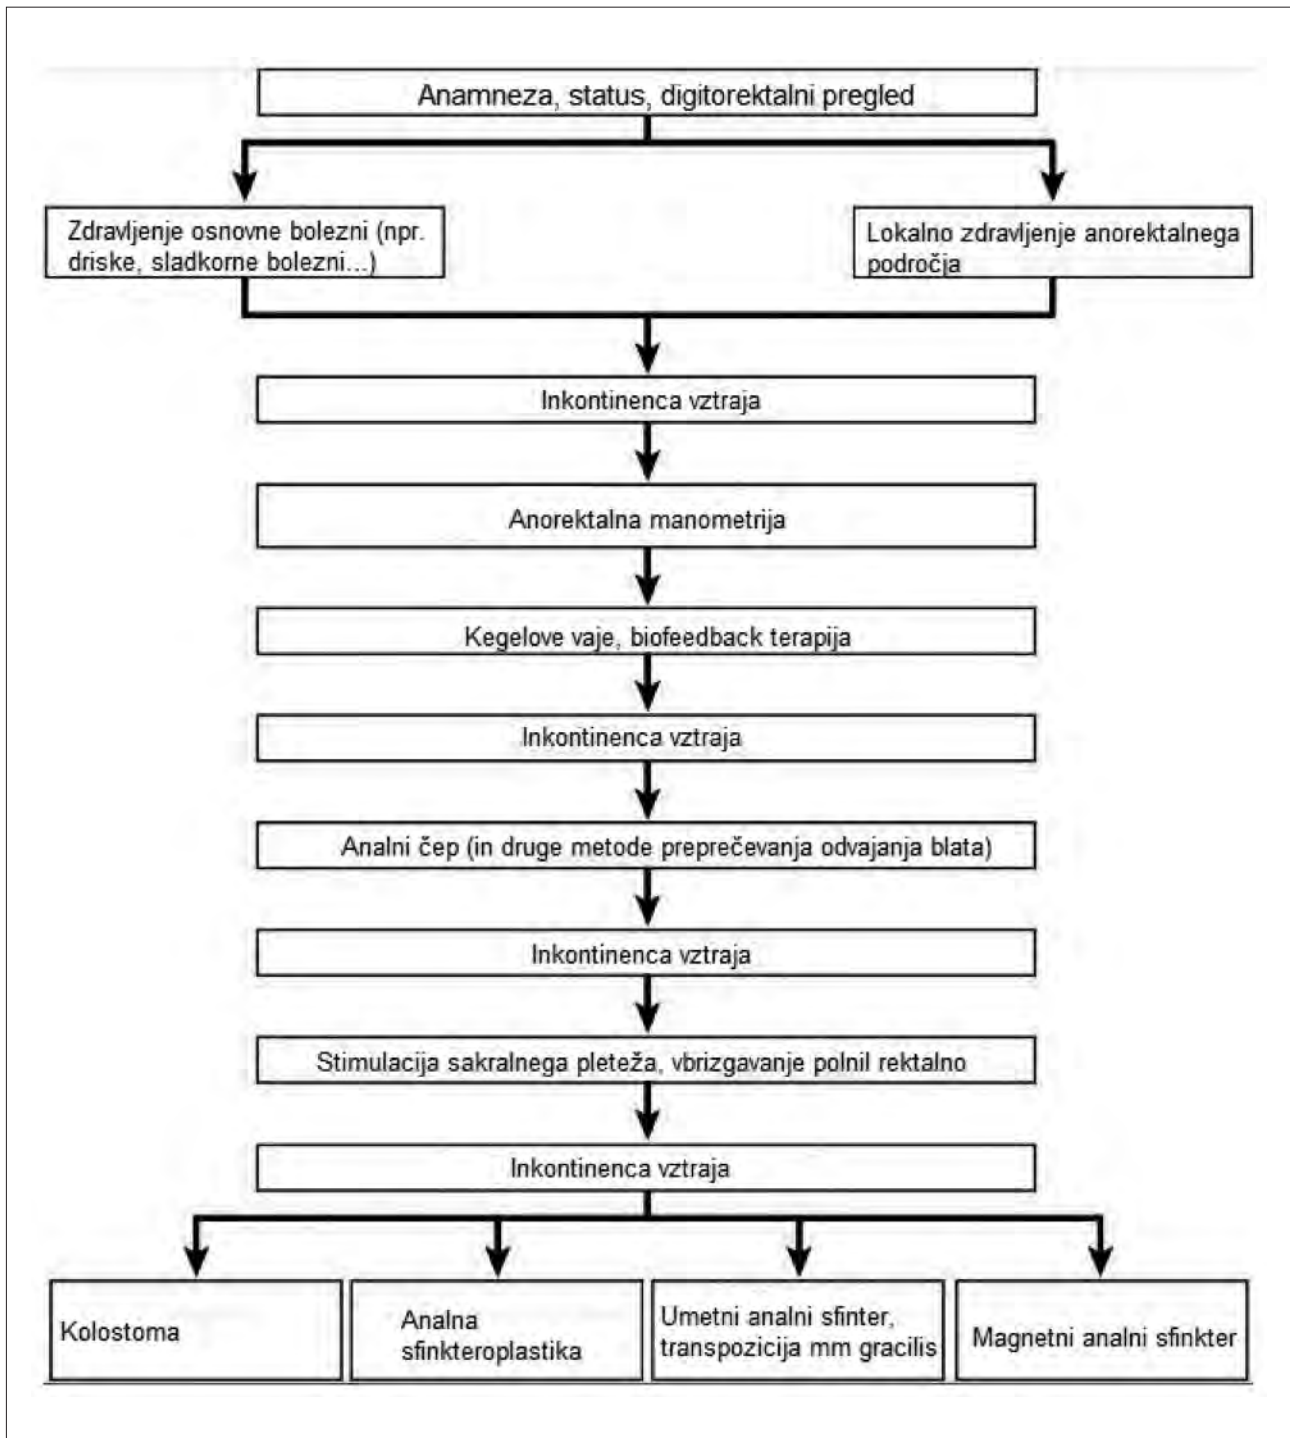 Anamneza, status, digitorektalni pregled
Zdravljenje osnovne bolezni (npr.
driske, sladkorne bolezni...)
Lokalno zdravljenje anorektalnega
področja
Inkontinenca vztraja
Anorektalna manometrija
Kegelove vaje, biofeedback terapija
Inkontinenca vztraja
Analni čep (in druge metode preprečevanja odvajanja blata)
Inkontinenca vztraja
Stimulacija sakralnega pleteža, vbrizgavanje polnil rektalno
Inkontinenca vztraja
Kolostoma
Analna
sfinkteroplastika
Umetni analni sfinter,
transpozicija mm gracilis
Magnetni analni sfinkter